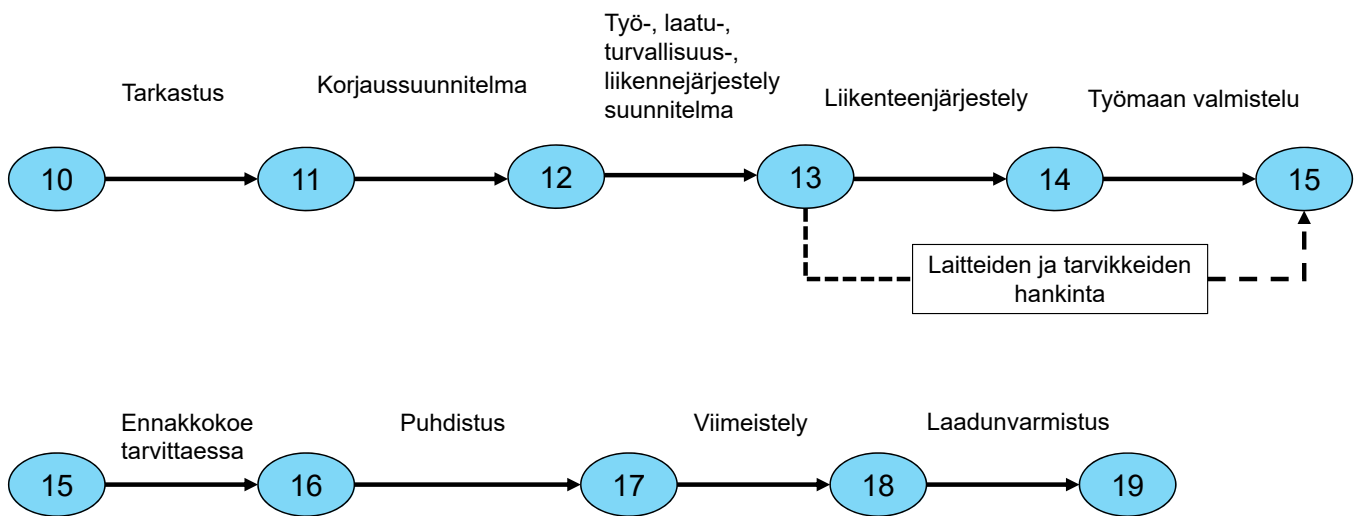 Tarkastus
Korjaussuunnitelma
Työ-, laatu-,
turvallisuus-,
liikennejärjestely
suunnitelma
Liikenteenjärjestely
Työmaan valmistelu
10
11
12
13
14
15
Laitteiden ja tarvikkeiden
hankinta
Ennakkokoe
tarvittaessa
Puhdistus
Viimeistely
Laadunvarmistus
15
16
17
18
19